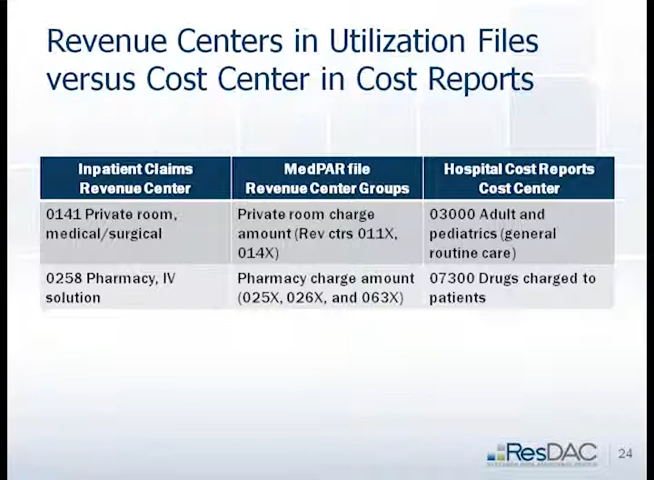 Revenue Centers in Utilization Files
versus Cost Center in Cost Reports
Inpatient Claims
Revenue Center
MedPAR file
Revenue Center Groups
Hospital Cost Reports
Cost Center
0141 Private room,
medical/surgical
Private room charge
amount (Rev ctrs 011X,
014X)
03000 Adult and
pediatrics (general
routine care)
0258 Pharmacy, IV
solution
Pharmacy charge amount
(025X, 026X, and 063X)
07300 Drugs charged to
patients
ResDAC
24